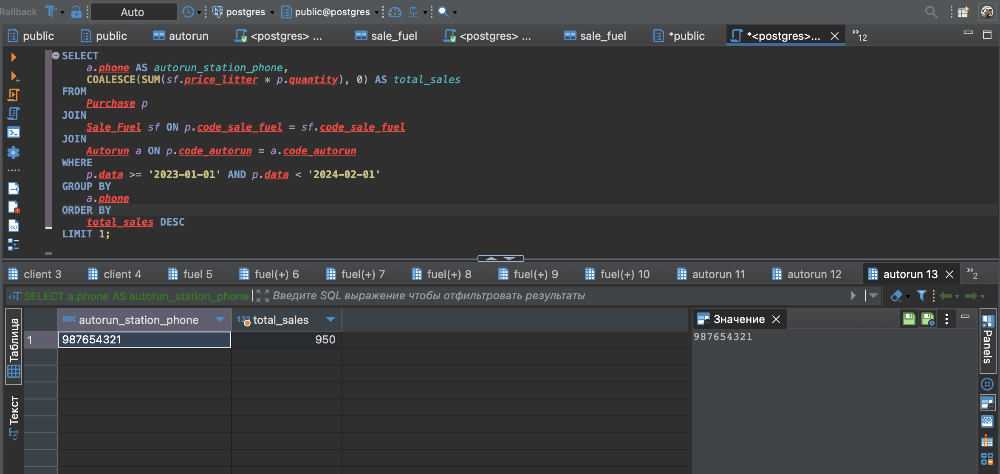 Rollback Auto postgres public@postgres
public public autorun <postgres> ... sale_fuel <postgres> ... sale_fuel *public *<postgres>... 12
SELECT
a.phone AS autorun_station_phone,
COALESCE(SUM(sf.price_litter * p.quantity), 0) AS total_sales
FROM
Purchase p
JOIN
Sale_Fuel sf ON p.code_sale_fuel = sf.code_sale_fuel
JOIN
Autorun a ON p.code_autorun = a.code_autorun
WHERE
p.data >= '2023-01-01' AND p.data < '2024-02-01'
GROUP BY
a.phone
ORDER BY
total_sales DESC
LIMIT 1;
client 3 client 4 fuel 5 fuel(+) 6 fuel(+) 7 fuel(+) 8 fuel(+) 9 fuel(+) 10 autorun 11 autorun 12 autorun 13 2
SELECT a.phone AS autorun_station_phone Введите SQL выражение чтобы отфильтровать результаты
Таблица
Текст
ABC autorun_station_phone 123 total_sales
1 987654321 950
Значение
987654321
Panels